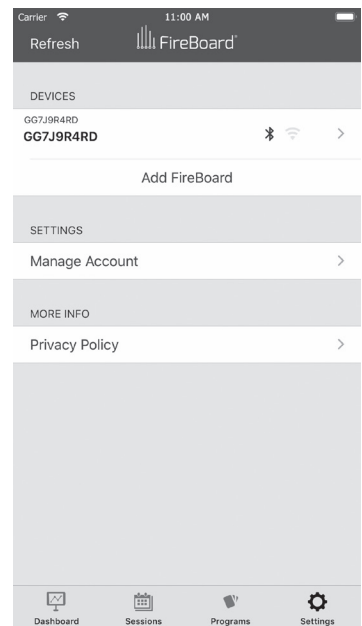 Carrier 11:00 AM
Refresh FireBoard™
DEVICES
GG7J9R4RD
GG7J9R4RD
Add FireBoard
SETTINGS
Manage Account
MORE INFO
Privacy Policy
Dashboard Sessions Programs Settings